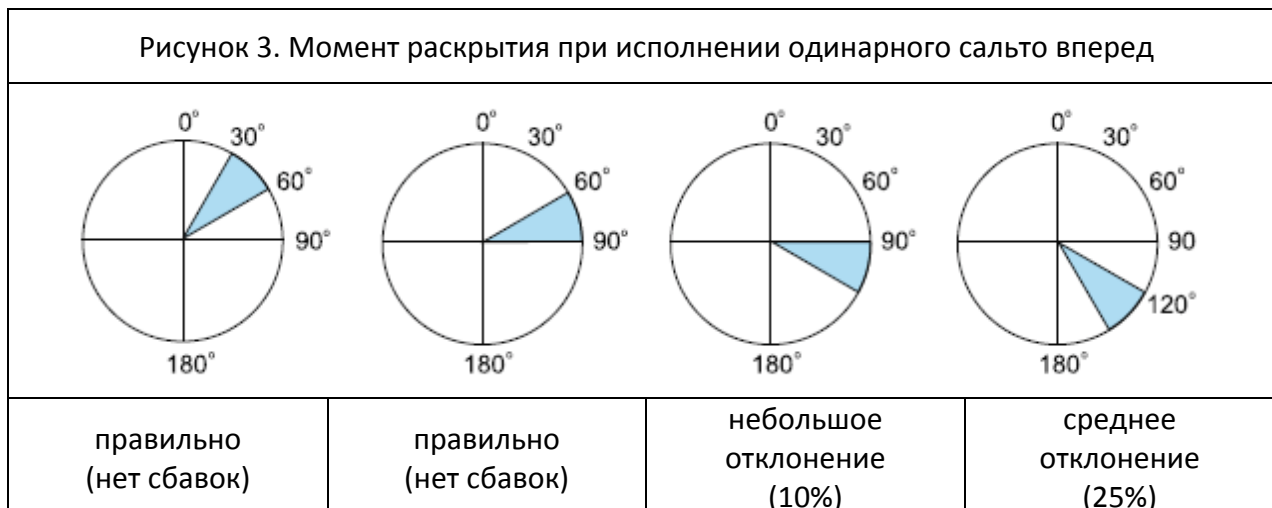 Рисунок 3. Момент раскрытия при исполнении одинарного сальто вперед
0°
30°
60°
90°
180°
0°
30°
60°
90°
180°
0°
30°
60°
90°
180°
0°
30°
60°
90
120°
180°
правильно
(нет сбавок)
правильно
(нет сбавок)
небольшое
отклонение
(10%)
среднее
отклонение
(25%)